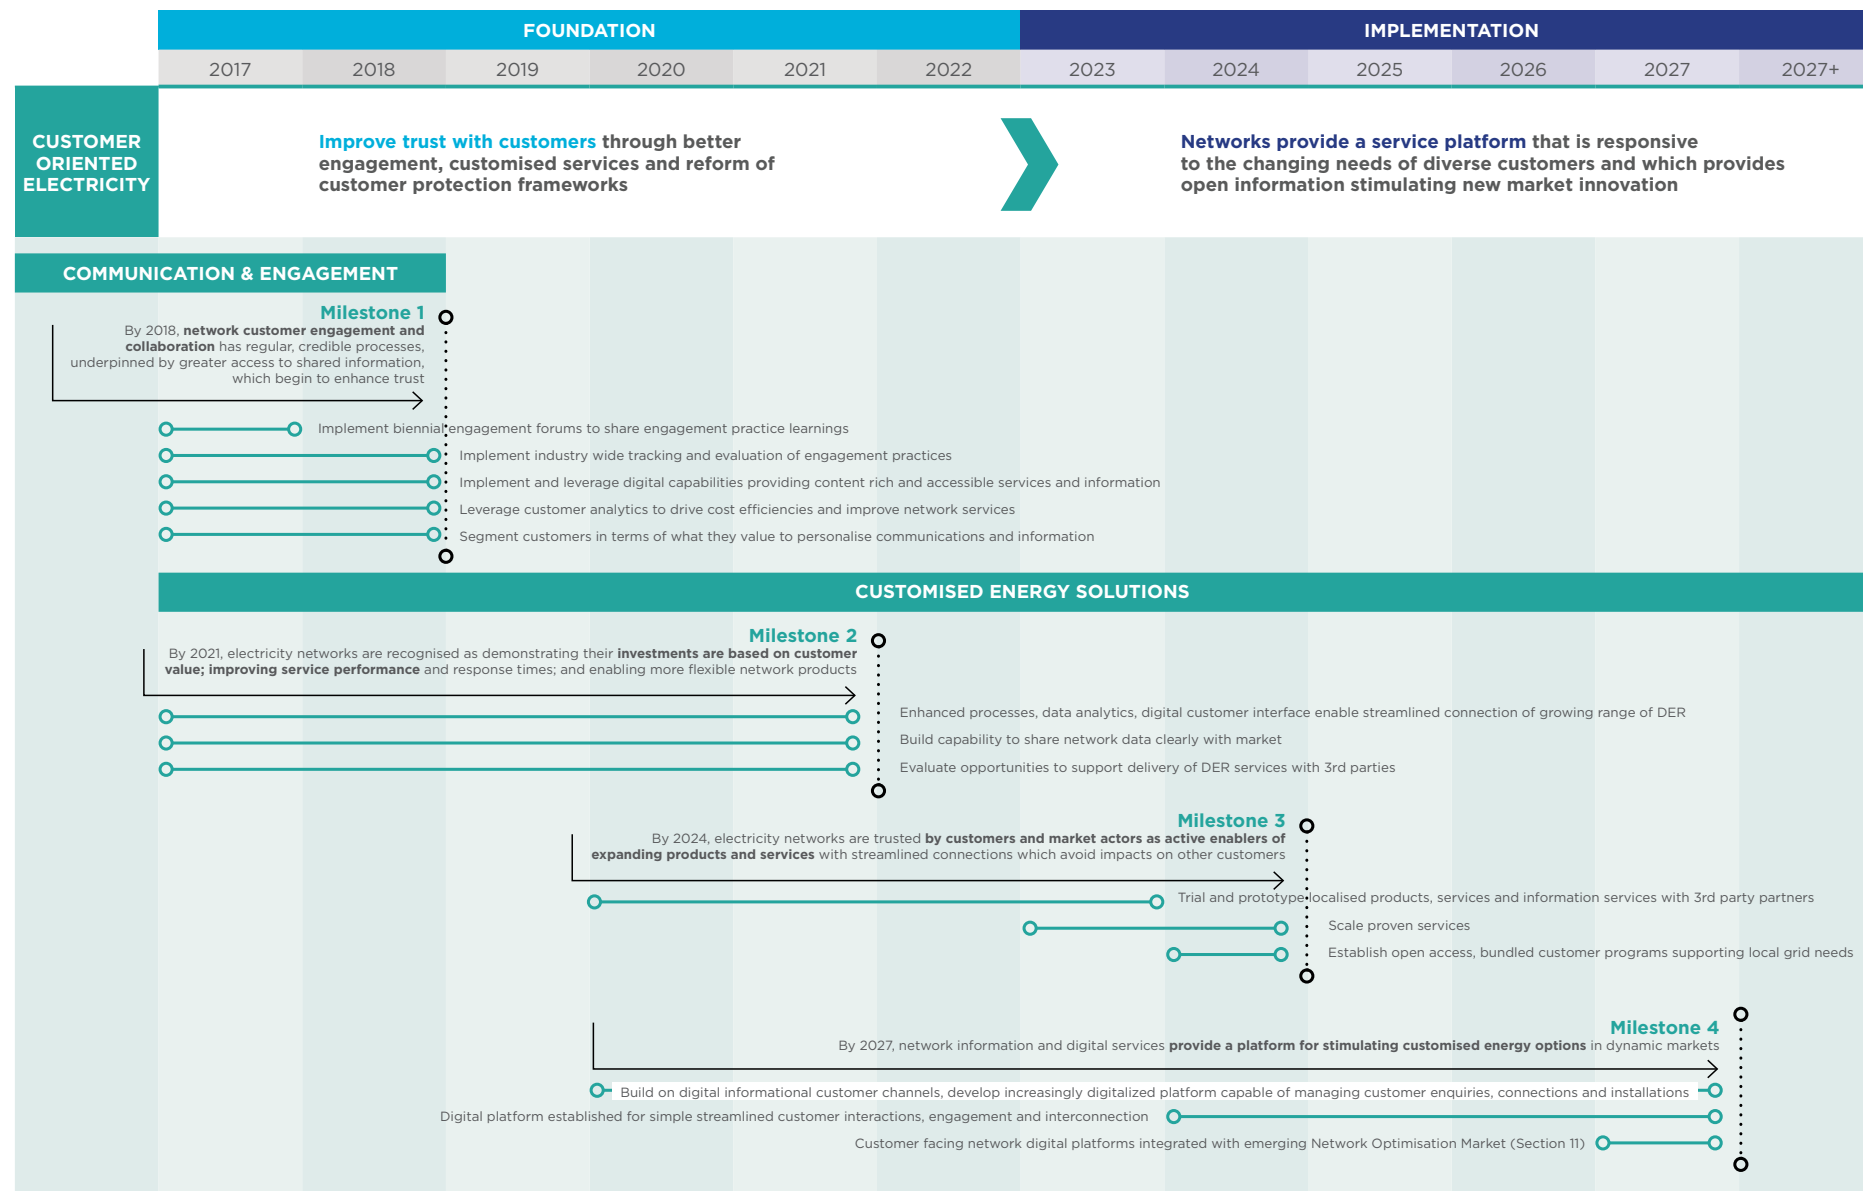 FOUNDATION
IMPLEMENTATION
2017
2018
2019
2020
2021
2022
2023
2024
2025
2026
2027
2027+
CUSTOMER
ORIENTED
ELECTRICITY
Improve trust with customers through better
engagement, customised services and reform of
customer protection frameworks
Networks provide a service platform that is responsive
to the changing needs of diverse customers and which provides
open information stimulating new market innovation
COMMUNICATION & ENGAGEMENT
Milestone 1
By 2018, network customer engagement and
collaboration has regular, credible processes,
underpinned by greater access to shared information,
which begin to enhance trust
Implement biennial engagement forums to share engagement practice learnings
Implement industry wide tracking and evaluation of engagement practices
Implement and leverage digital capabilities providing content rich and accessible services and information
Leverage customer analytics to drive cost efficiencies and improve network services
Segment customers in terms of what they value to personalise communications and information
CUSTOMISED ENERGY SOLUTIONS
Milestone 2
By 2021, electricity networks are recognised as demonstrating their investments are based on customer
value; improving service performance and response times; and enabling more flexible network products
Enhanced processes, data analytics, digital customer interface enable streamlined connection of growing range of DER
Build capability to share network data clearly with market
Evaluate opportunities to support delivery of DER services with 3rd parties
Milestone 3
By 2024, electricity networks are trusted by customers and market actors as active enablers of
expanding products and services with streamlined connections which avoid impacts on other customers
Trial and prototype localised products, services and information services with 3rd party partners
Scale proven services
Establish open access, bundled customer programs supporting local grid needs
Milestone 4
By 2027, network information and digital services provide a platform for stimulating customised energy options in dynamic markets
Build on digital informational customer channels, develop increasingly digitalized platform capable of managing customer enquiries, connections and installations
Digital platform established for simple streamlined customer interactions, engagement and interconnection
Customer facing network digital platforms integrated with emerging Network Optimisation Market (Section 11)